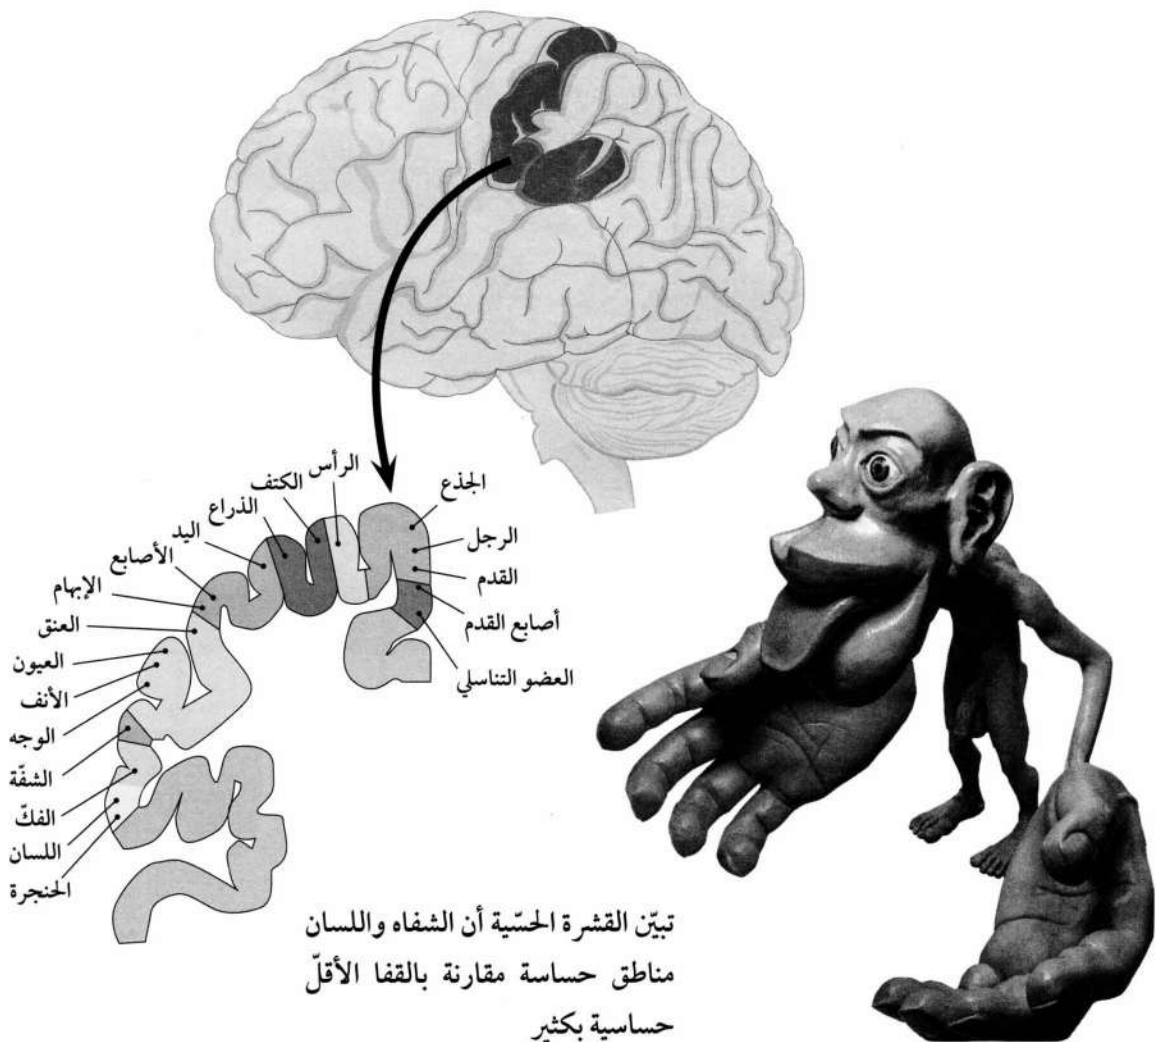 الرأس
الكتف
الذراع
اليد
الأصابع
الإبهام
العنق
العيون
الأنف
الوجه
الشفّة
الفكّ
اللسان
الحنجرة
الجذع
الرجل
القدم
أصابع القدم
العضو التناسلي
تبيّن القشرة الحسّية أن الشفاه واللسان
مناطق حساسة مقارنة بالقفا الأقلّ
حساسية بكثير